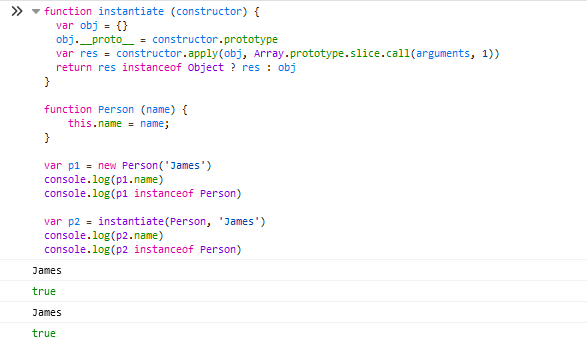 function instantiate (constructor) {
  var obj = {}
  obj.__proto__ = constructor.prototype
  var res = constructor.apply(obj, Array.prototype.slice.call(arguments, 1))
  return res instanceof Object ? res : obj
}

function Person (name) {
    this.name = name;
}

var p1 = new Person('James')
console.log(p1.name)
console.log(p1 instanceof Person)

var p2 = instantiate(Person, 'James')
console.log(p2.name)
console.log(p2 instanceof Person)
James
true
James
true